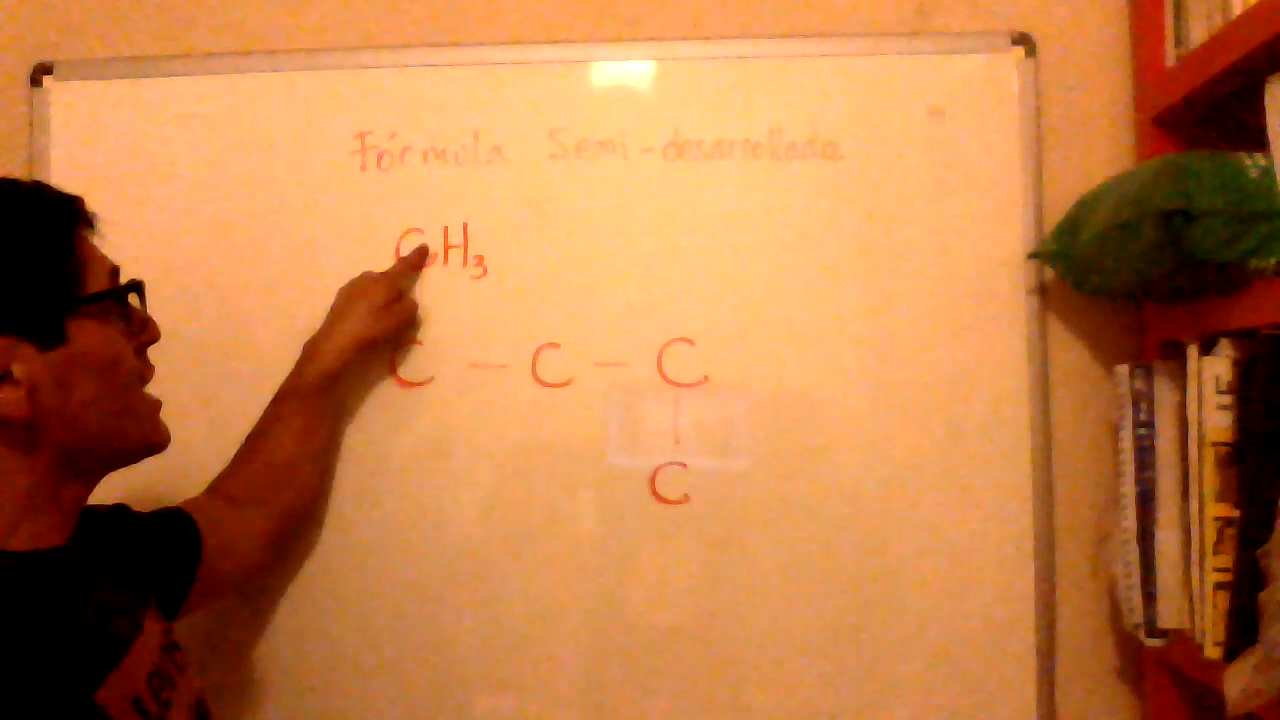 Fórmula Semi-desarrollada
CH₃
C - C - C
C